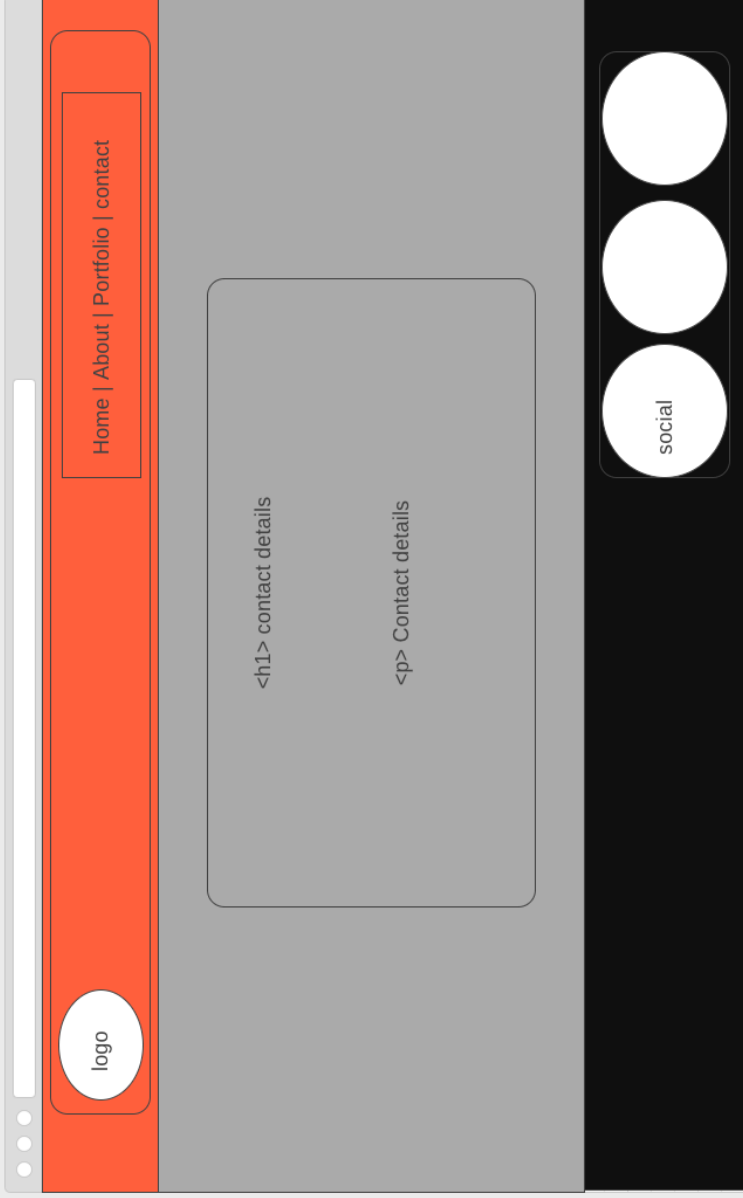 logo
Home | About | Portfolio | contact
<h1> contact details
<p> Contact details
social